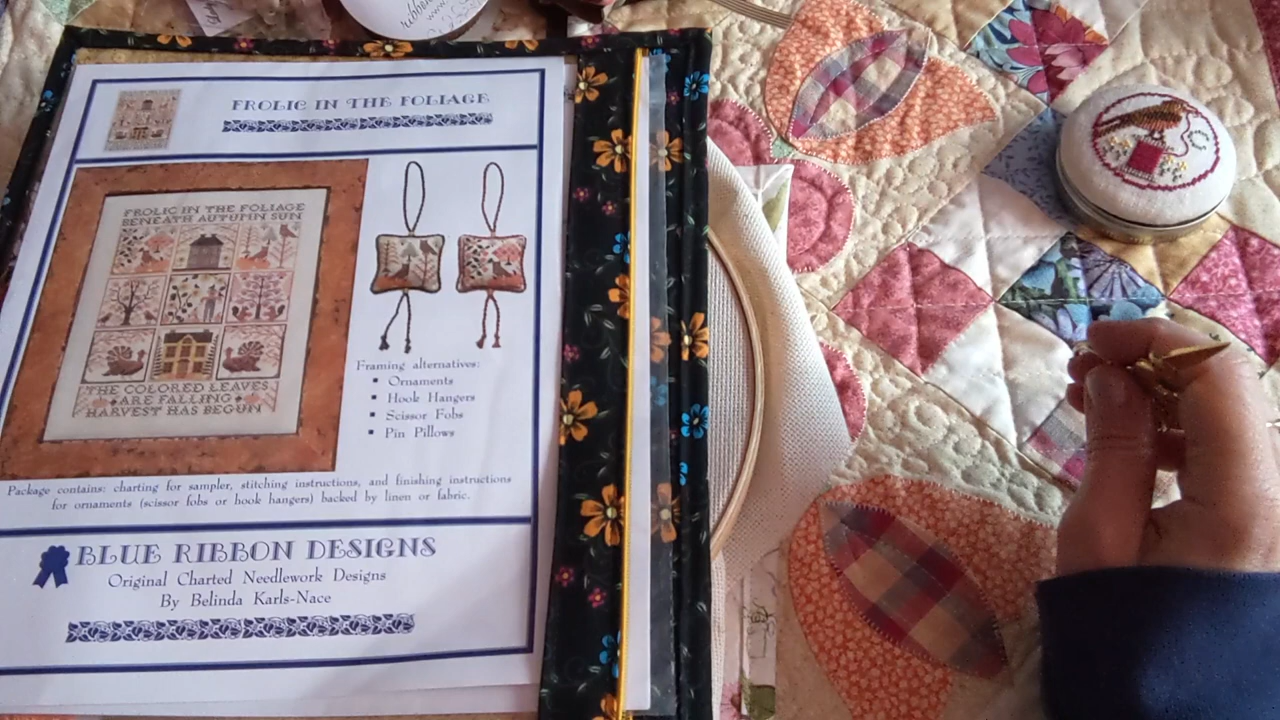 FROLIC IN THE FOLIAGE
FROLIC IN THE FOLIAGE
BENEATH AUTUMN SUN
THE COLORED LEAVES
ARE FALLING
HARVEST HAS BEGUN
Framing alternatives:
▪ Ornaments
▪ Hook Hangers
▪ Scissor Fobs
▪ Pin Pillows
Package contains: charting for sampler, stitching instructions, and finishing instructions
for ornaments (scissor fobs or hook hangers) backed by linen or fabric.
BLUE RIBBON DESIGNS
Original Charted Needlework Designs
By Belinda Karls-Nace